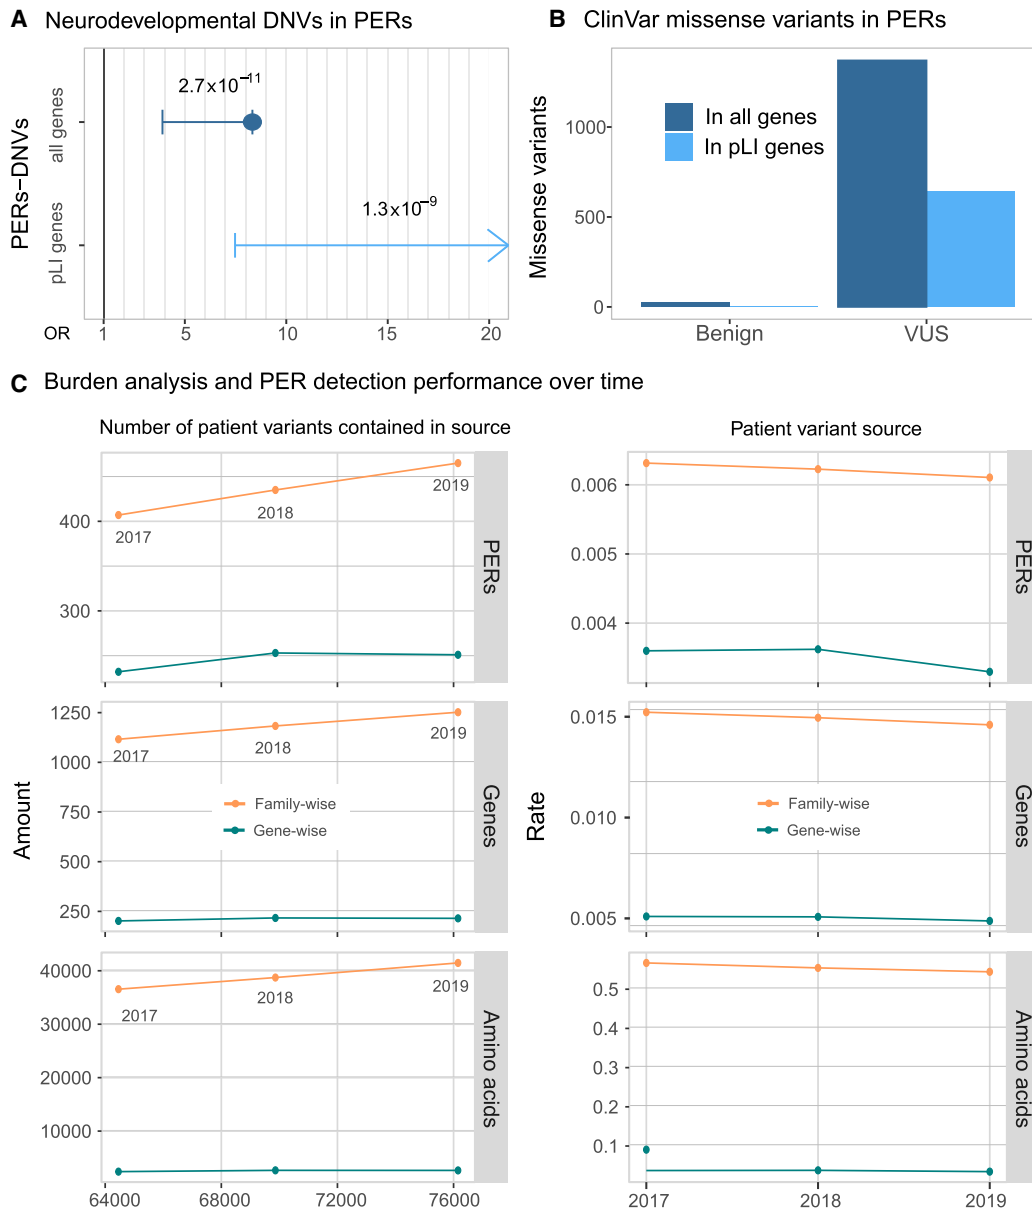 A Neurodevelopmental DNVs in PERs
PERs−DNVs
all genes
pLI genes
2.7x10−11
1.3x10−9
OR 1 5 10 15 20
B ClinVar missense variants in PERs
Missense variants
1000
500
0
In all genes
In pLI genes
Benign VUS
C Burden analysis and PER detection performance over time
Number of patient variants contained in source
Amount
400
300
2017
2018
2019
PERs
1250
1000
750
500
250
2017
2018
2019
Family-wise
Gene-wise
Genes
40000
30000
20000
10000
2017
2018
2019
Amino acids
64000 68000 72000 76000
Patient variant source
Rate
0.006
0.005
0.004
PERs
0.015
0.010
0.005
Family-wise
Gene-wise
Genes
0.5
0.4
0.3
0.2
0.1
Amino acids
2017 2018 2019